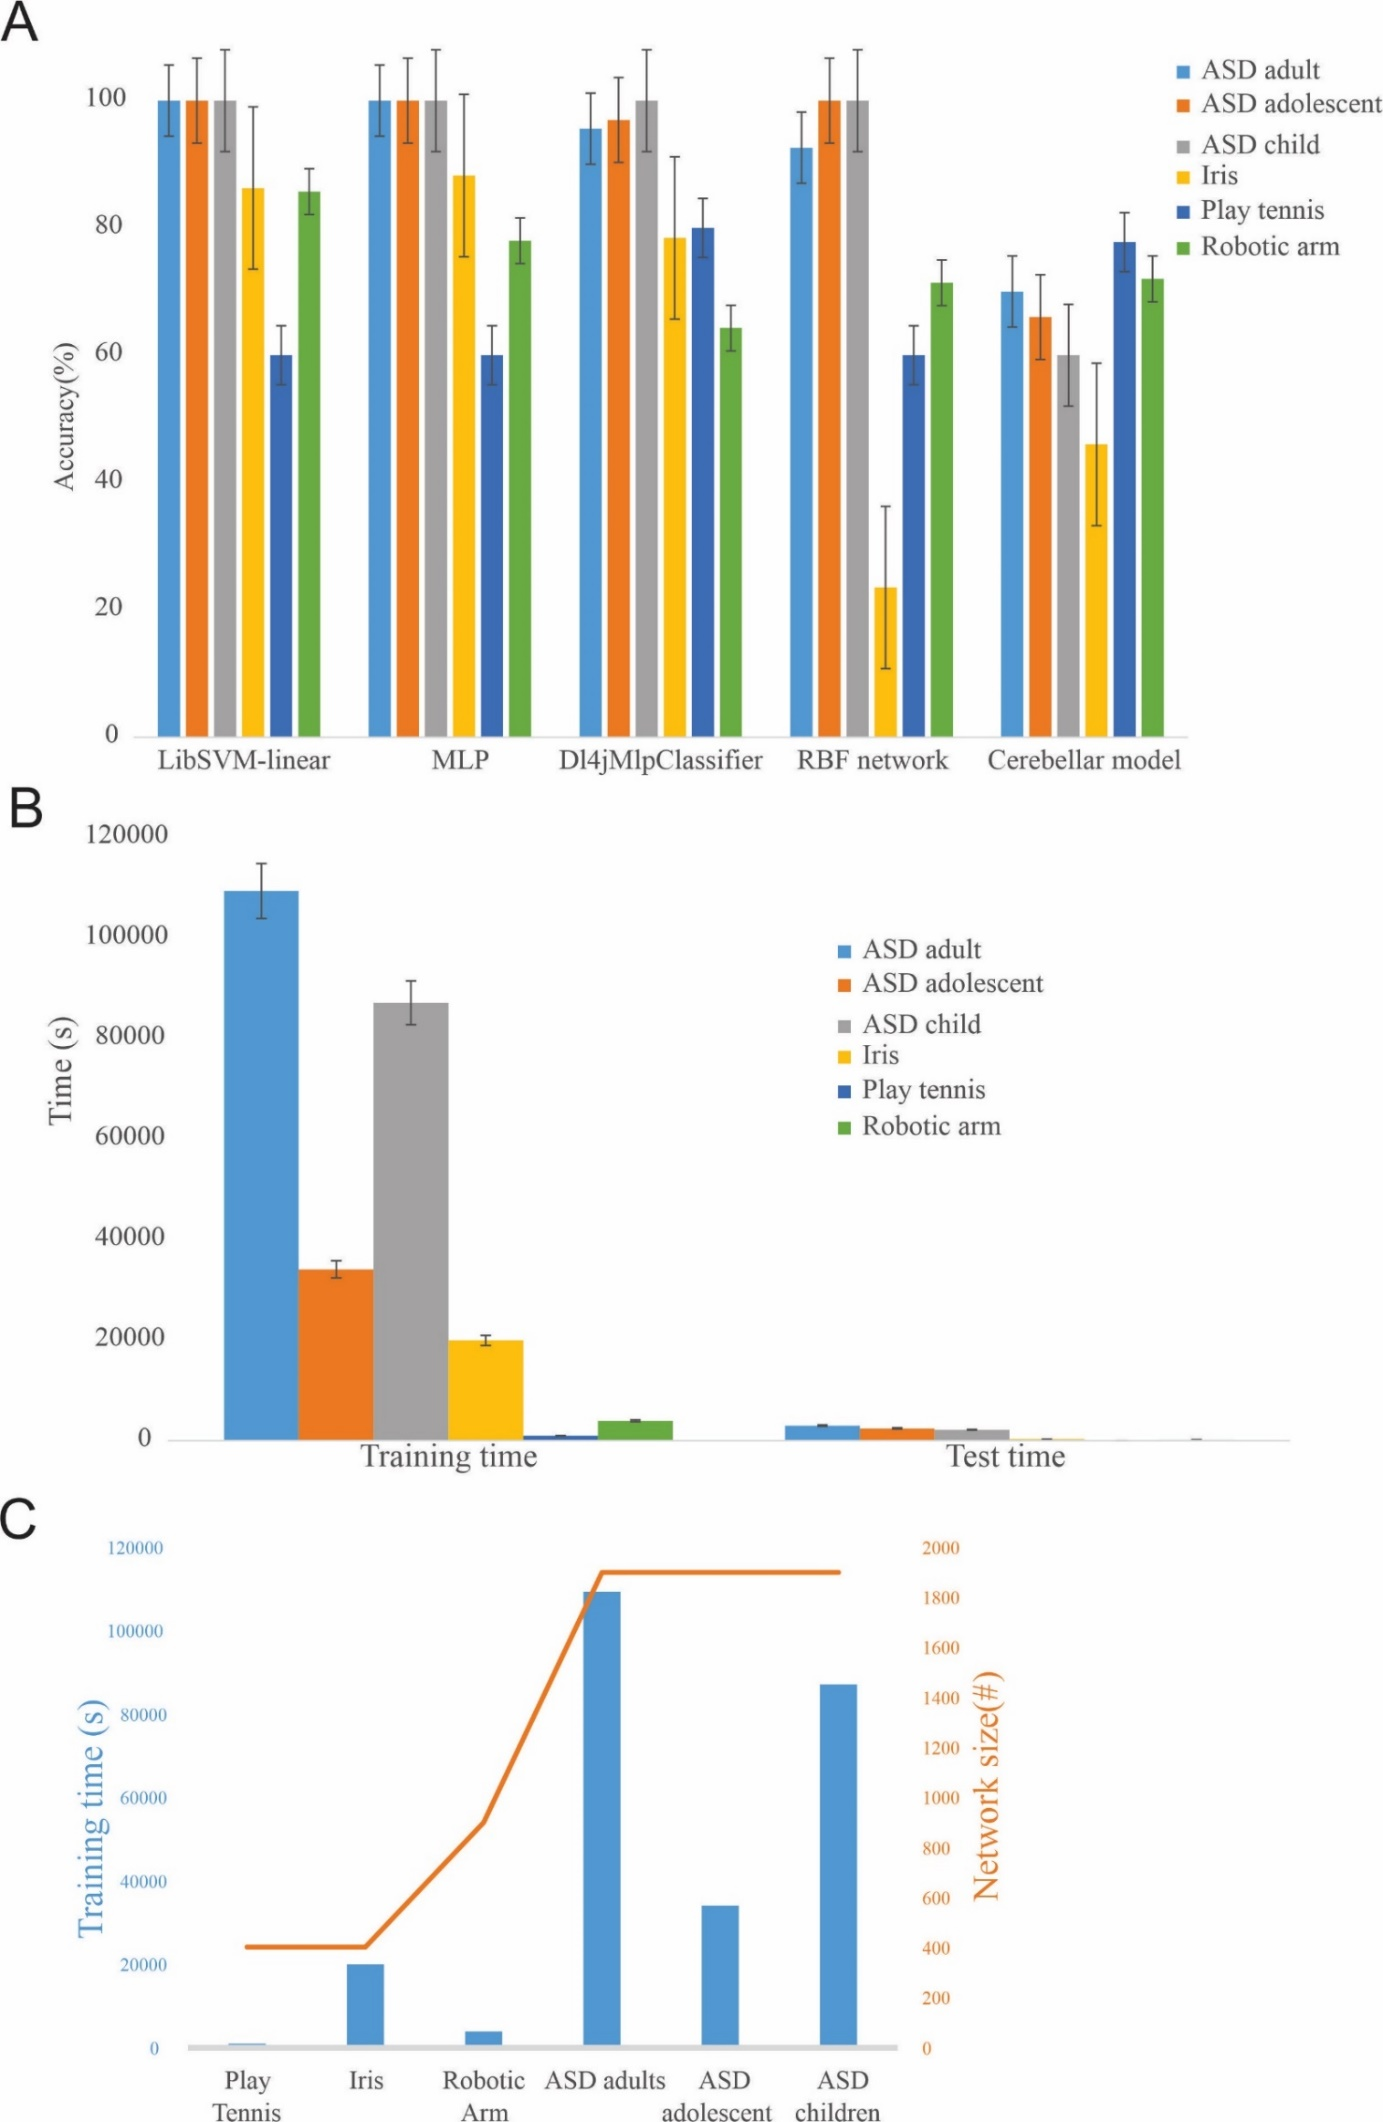 A
100
80
60
40
20
0
Accuracy(%)
ASD adult
ASD adolescent
ASD child
Iris
Play tennis
Robotic arm
LibSVM-linear MLP Dl4jMlpClassifier RBF network Cerebellar model
B
120000
100000
80000
60000
40000
20000
0
Time (s)
ASD adult
ASD adolescent
ASD child
Iris
Play tennis
Robotic arm
Training time Test time
C
120000
100000
80000
60000
40000
20000
0
Training time (s)
2000
1800
1600
1400
1200
1000
800
600
400
200
0
Network size(#)
Play Iris Robotic ASD adults ASD ASD
Tennis Arm adolescent children